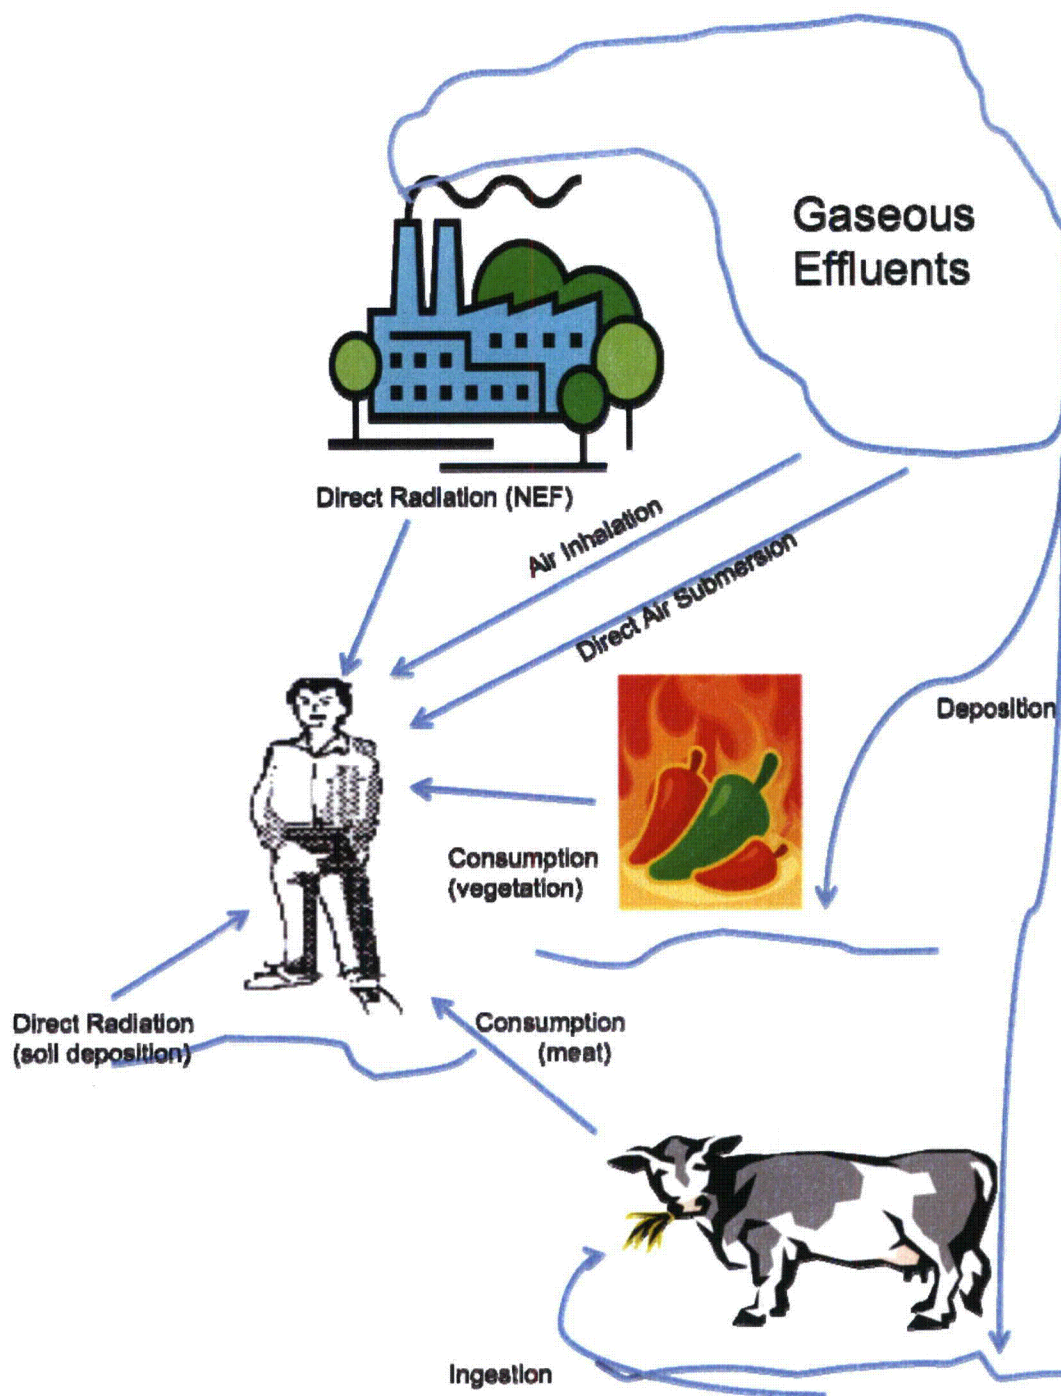 Gaseous
Effluents
Direct Radiation (NEF)
Air Inhalation
Direct Air Submersion
Deposition
Consumption
(vegetation)
Direct Radiation
(soil deposition)
Consumption
(meat)
Ingestion